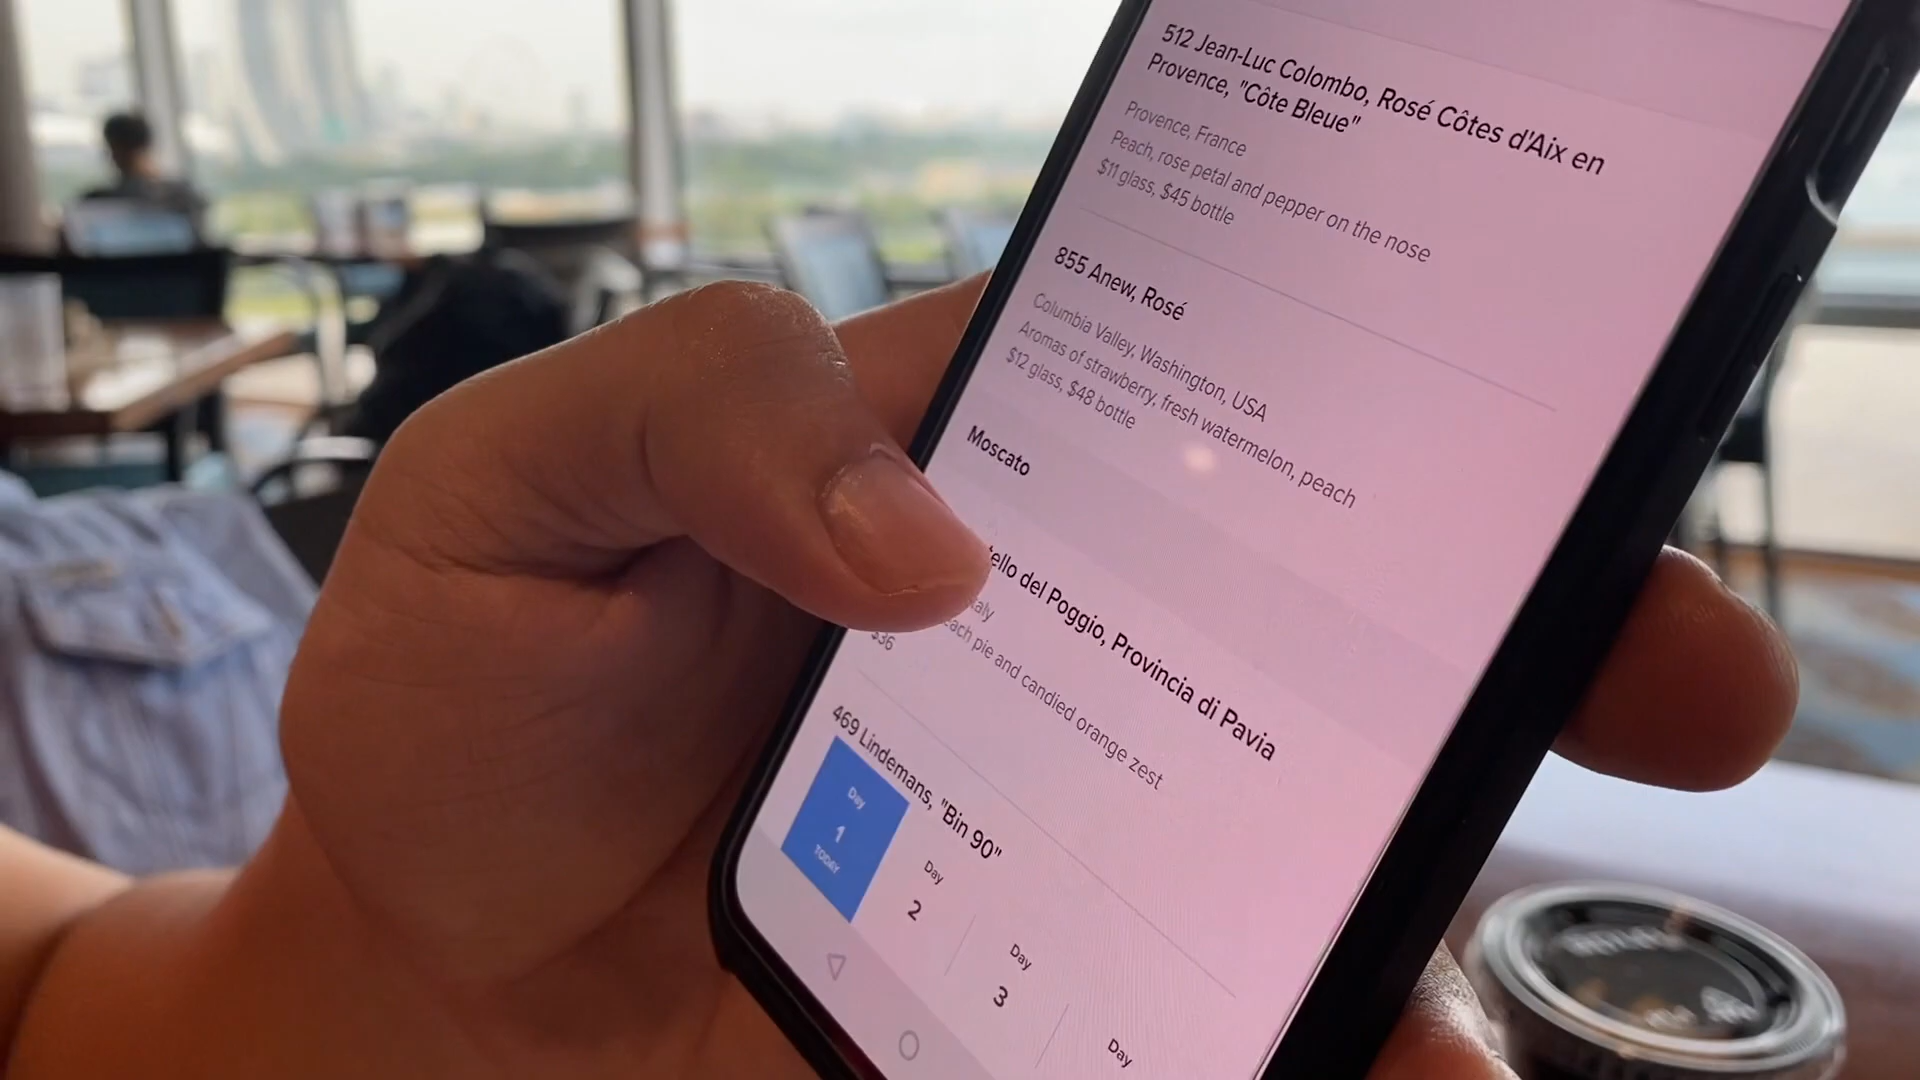 512 Jean-Luc Colombo, Rosé Côtes d'Aix en
Provence, "Côte Bleue"
Provence, France
Peach, rose petal and pepper on the nose
$11 glass, $45 bottle
855 Anew, Rosé
Columbia Valley, Washington, USA
Aromas of strawberry, fresh watermelon, peach
$12 glass, $48 bottle
Moscato
del Poggio, Provincia di Pavia
pie and candied orange zest
$36
469 Lindemans, "Bin 90"
Day
1
TODAY
Day
2
Day
3
Day